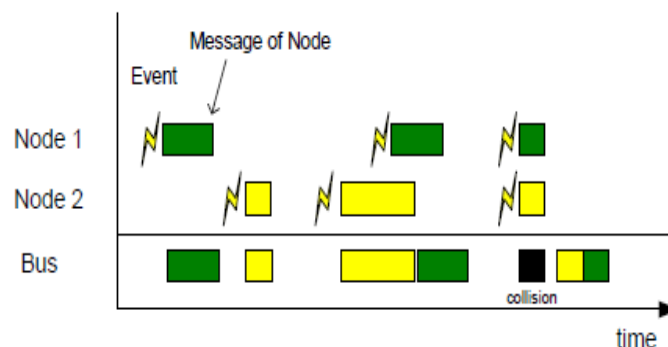 Message of Node
Event
Node 1
Node 2
Bus
collision
time